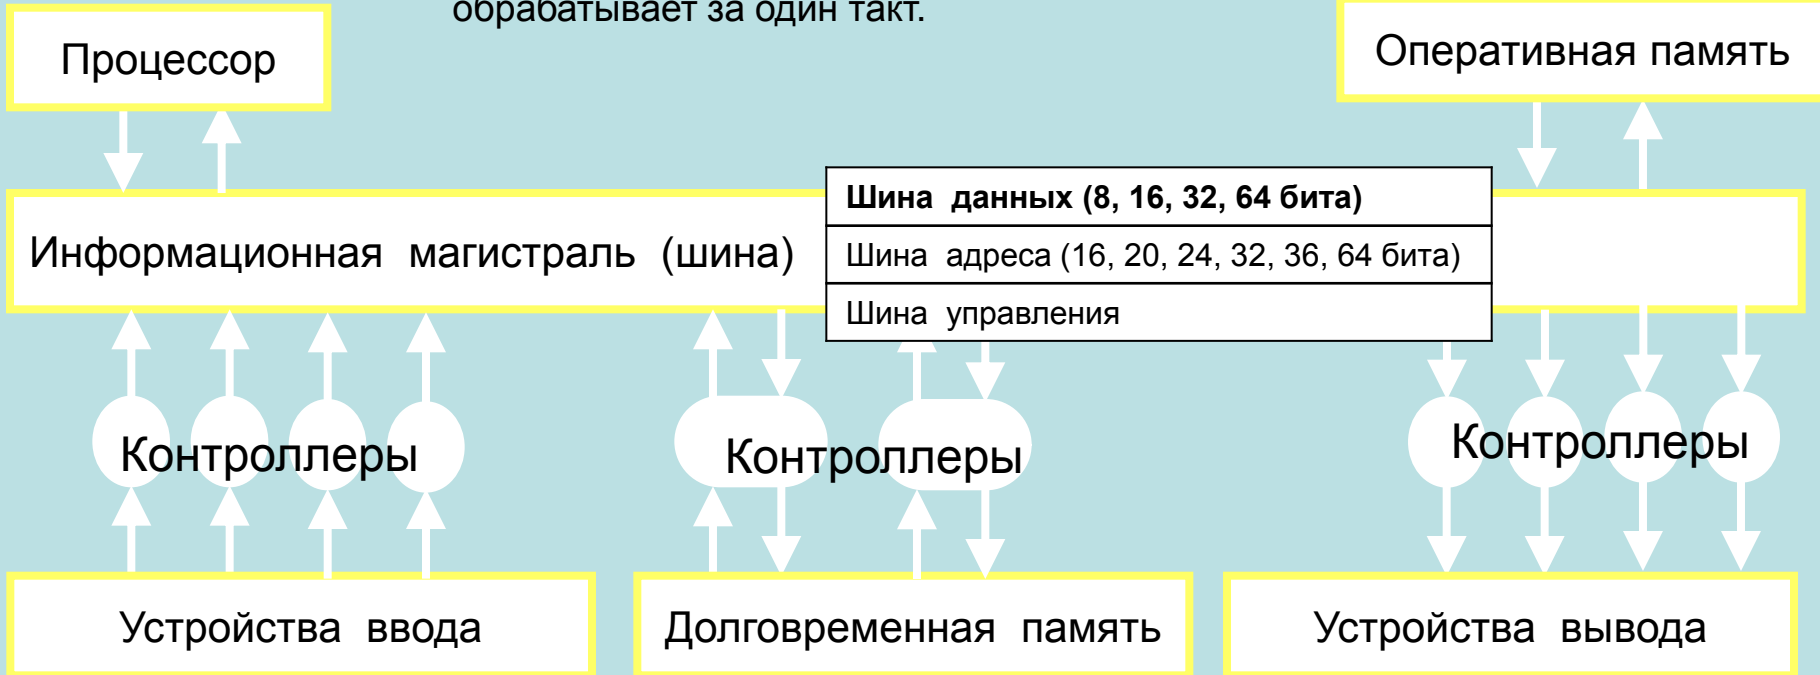 обрабатывает за один такт.
Процессор
Оперативная память
Шина данных (8, 16, 32, 64 бита)
Информационная магистраль (шина)
Шина адреса (16, 20, 24, 32, 36, 64 бита)
Шина управления
Контроллеры
Контроллеры
Контроллеры
Устройства ввода
Долговременная память
Устройства вывода